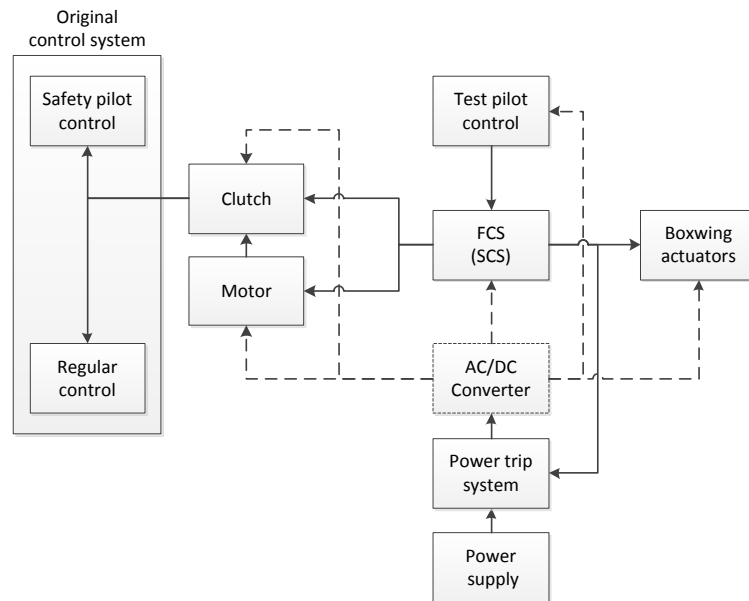 Original
control system
Safety pilot
control
Test pilot
control
Clutch
FCS
(SCS)
Boxwing
actuators
Motor
Regular
control
AC/DC
Converter
Power trip
system
Power
supply